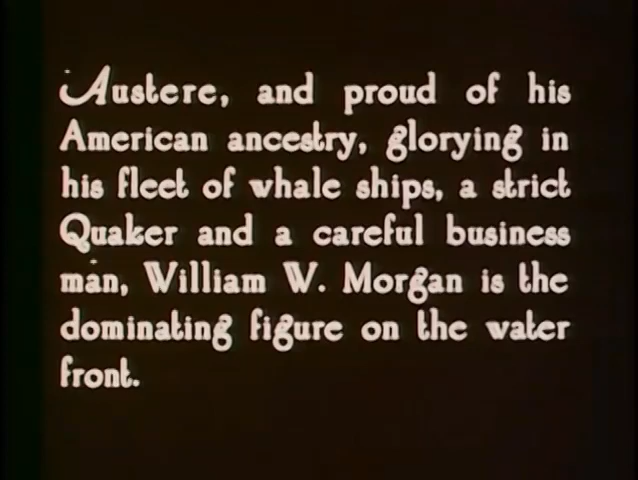 Austere, and proud of his
American ancestry, glorying in
his fleet of whale ships, a strict
Quaker and a careful business
man, William W. Morgan is the
dominating figure on the water
front.